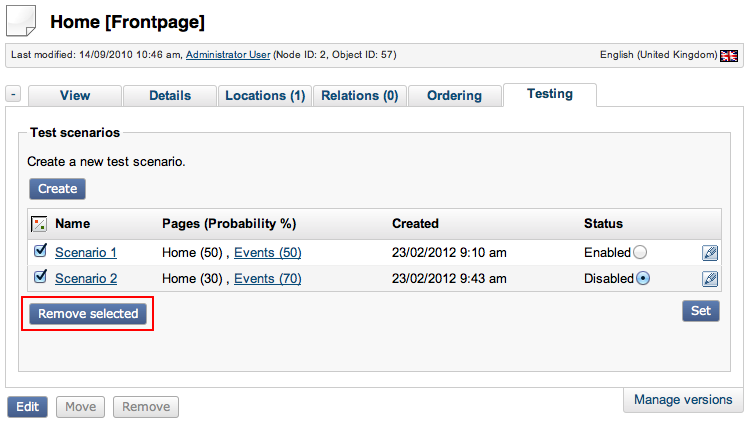 Home [Frontpage]
Last modified: 14/09/2010 10:46 am, Administrator User (Node ID: 2, Object ID: 57) English (United Kingdom)
- View Details Locations (1) Relations (0) Ordering Testing
Test scenarios
Create a new test scenario.
Create
Name Pages (Probability %) Created Status
Scenario 1 Home (50) , Events (50) 23/02/2012 9:10 am Enabled
Scenario 2 Home (30) , Events (70) 23/02/2012 9:43 am Disabled
Remove selected Set
Edit Move Remove Manage versions